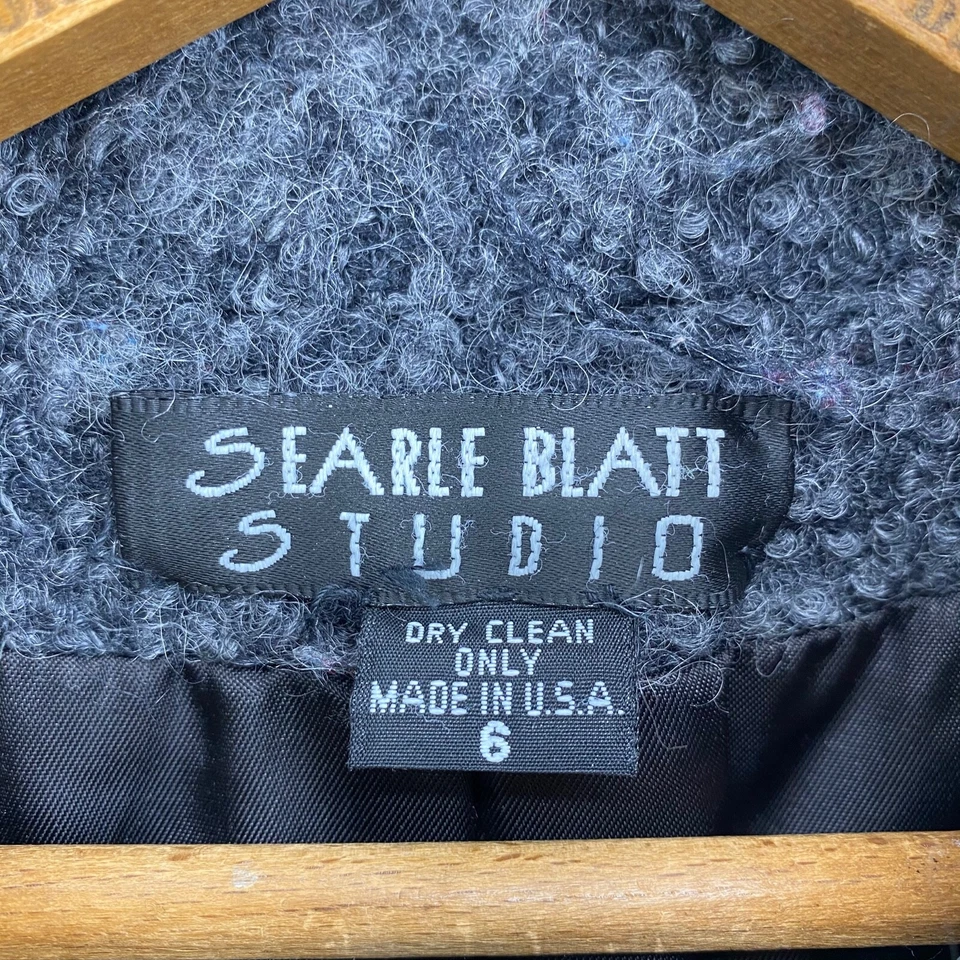 SEARLE BLATT
STUDIO
DRY CLEAN
ONLY
MADE IN U.S.A.
6